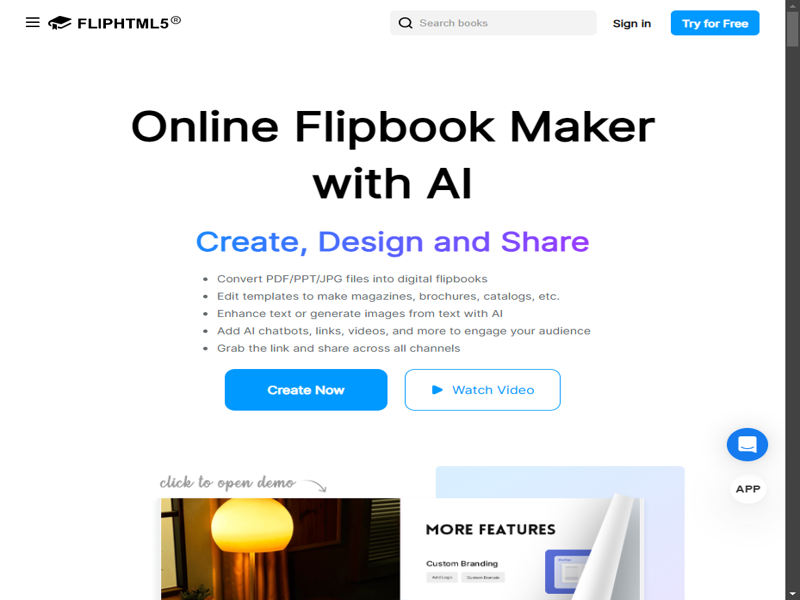 FLIPHTML5®
Search books
Sign in
Try for Free
Online Flipbook Maker
with AI
Create, Design and Share
Convert PDF/PPT/JPG files into digital flipbooks
Edit templates to make magazines, brochures, catalogs, etc.
Enhance text or generate images from text with AI
Add AI chatbots, links, videos, and more to engage your audience
Grab the link and share across all channels
Create Now
Watch Video
APP
click to open demo
MORE FEATURES
Custom Branding
Add Logo
Custom Domain